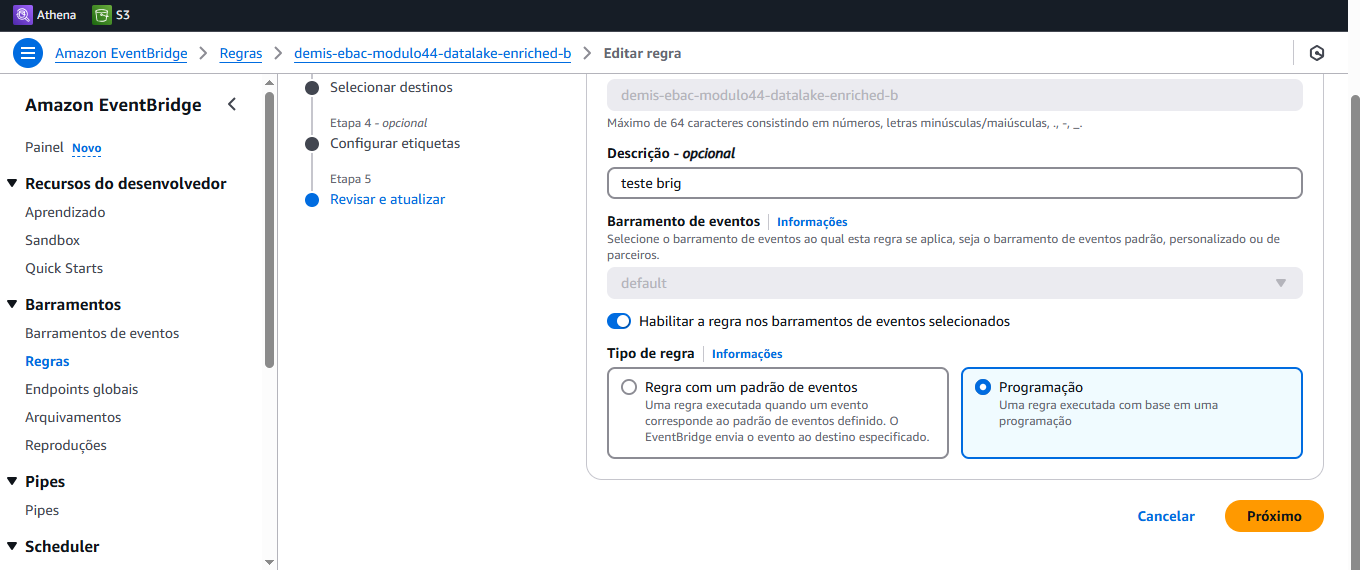 Athena
S3
Amazon EventBridge
Regras
demis-ebac-modulo44-datalake-enriched-b
Editar regra
Amazon EventBridge
Painel Novo
Recursos do desenvolvedor
Aprendizado
Sandbox
Quick Starts
Barramentos
Barramentos de eventos
Regras
Endpoints globais
Arquivamentos
Reproduções
Pipes
Pipes
Scheduler
Selecionar destinos
Etapa 4 - opcional
Configurar etiquetas
Etapa 5
Revisar e atualizar
demis-ebac-modulo44-datalake-enriched-b
Máximo de 64 caracteres consistindo em números, letras minúsculas/maiúsculas, ., -, _.
Descrição - opcional
teste brig
Barramento de eventos Informações
Selecione o barramento de eventos ao qual esta regra se aplica, seja o barramento de eventos padrão, personalizado ou de
parceiros.
default
Habilitar a regra nos barramentos de eventos selecionados
Tipo de regra Informações
Regra com um padrão de eventos
Uma regra executada quando um evento
corresponde ao padrão de eventos definido. O
EventBridge envia o evento ao destino especificado.
Programação
Uma regra executada com base em uma
programação
Cancelar
Próximo